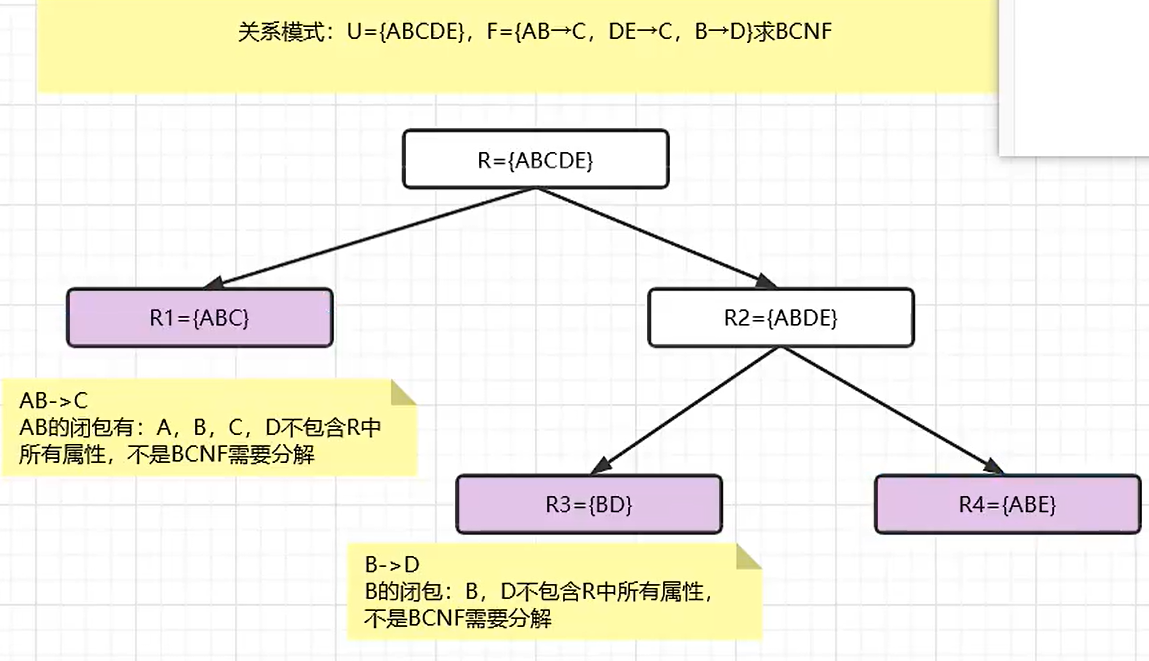 关系模式：U={ABCDE}，F={AB→C，DE→C，B→D}求BCNF
R={ABCDE}
R1={ABC}
R2={ABDE}
AB->C
AB的闭包有：A，B，C，D不包含R中
所有属性，不是BCNF需要分解
R3={BD}
R4={ABE}
B->D
B的闭包：B，D不包含R中所有属性，
不是BCNF需要分解